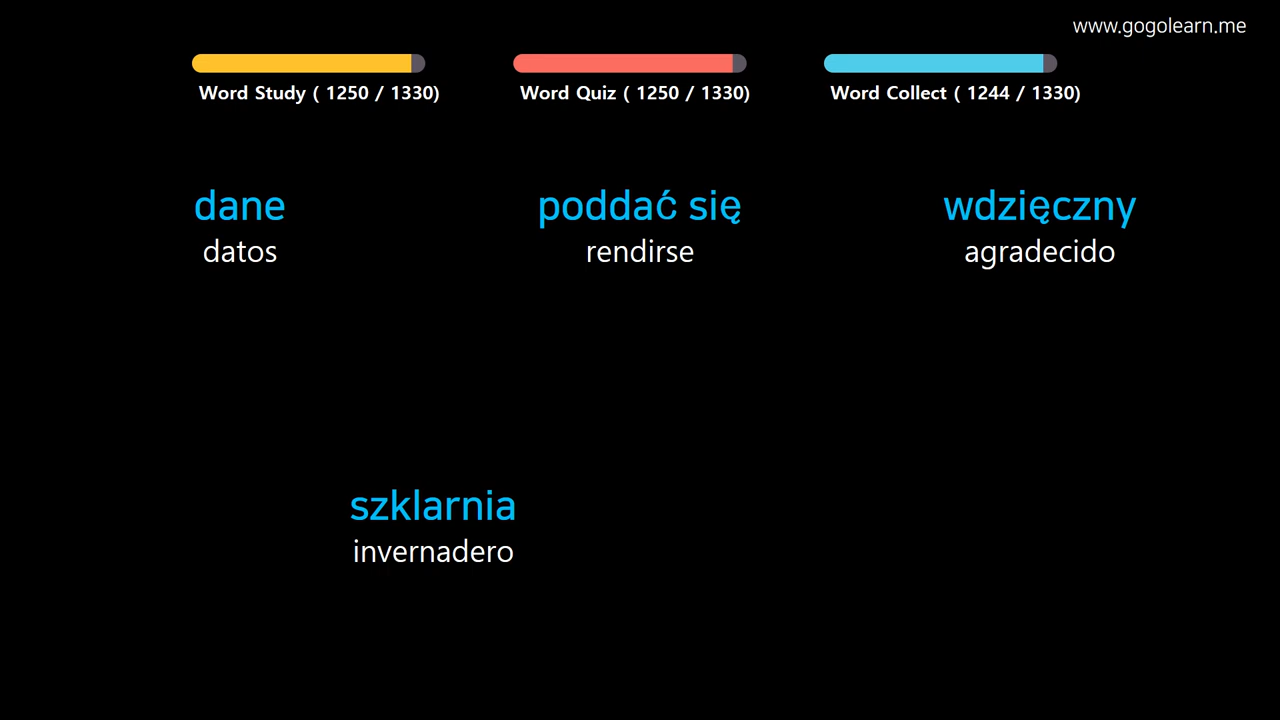 www.gogolearn.me
Word Study ( 1250 / 1330)
Word Quiz ( 1250 / 1330)
Word Collect ( 1244 / 1330)
dane
datos
poddać się
rendirse
wdzięczny
agradecido
szklarnia
invernadero